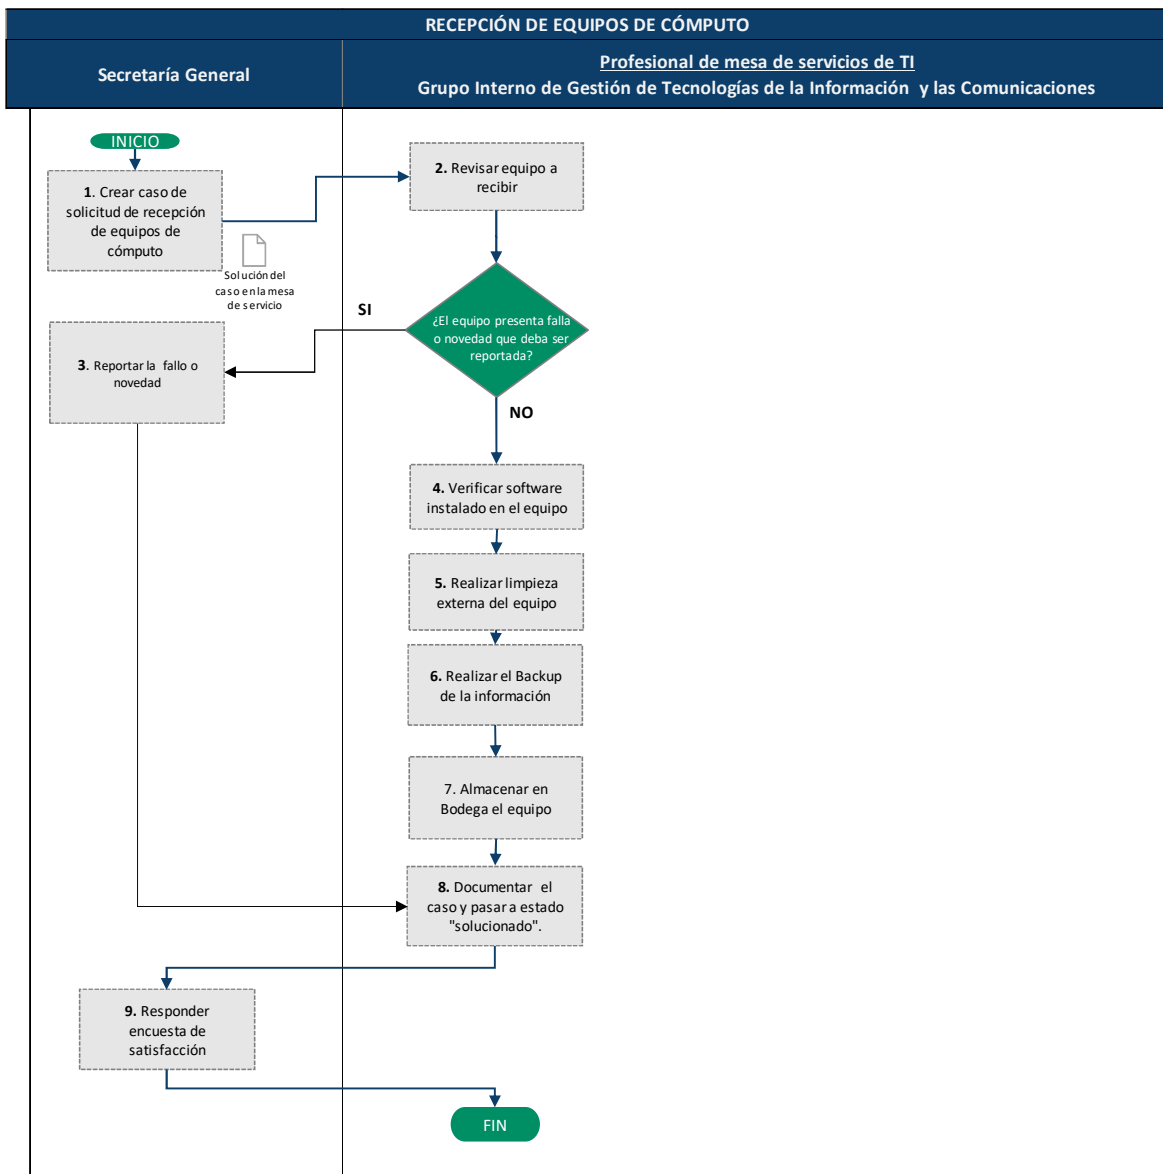 RECEPCIÓN DE EQUIPOS DE CÓMPUTO
Secretaría General
Profesional de mesa de servicios de TI
Grupo Interno de Gestión de Tecnologías de la Información y las Comunicaciones
INICIO
1. Crear caso de
solicitud de recepción
de equipos de
cómputo
Solución del
caso en la mesa
de servicio
2. Revisar equipo a
recibir
¿El equipo presenta falla
o novedad que deba ser
reportada?
SI
3. Reportar la fallo o
novedad
NO
4. Verificar software
instalado en el equipo
5. Realizar limpieza
externa del equipo
6. Realizar el Backup
de la información
7. Almacenar en
Bodega el equipo
8. Documentar el
caso y pasar a estado
"solucionado".
9. Responder
encuesta de
satisfacción
FIN